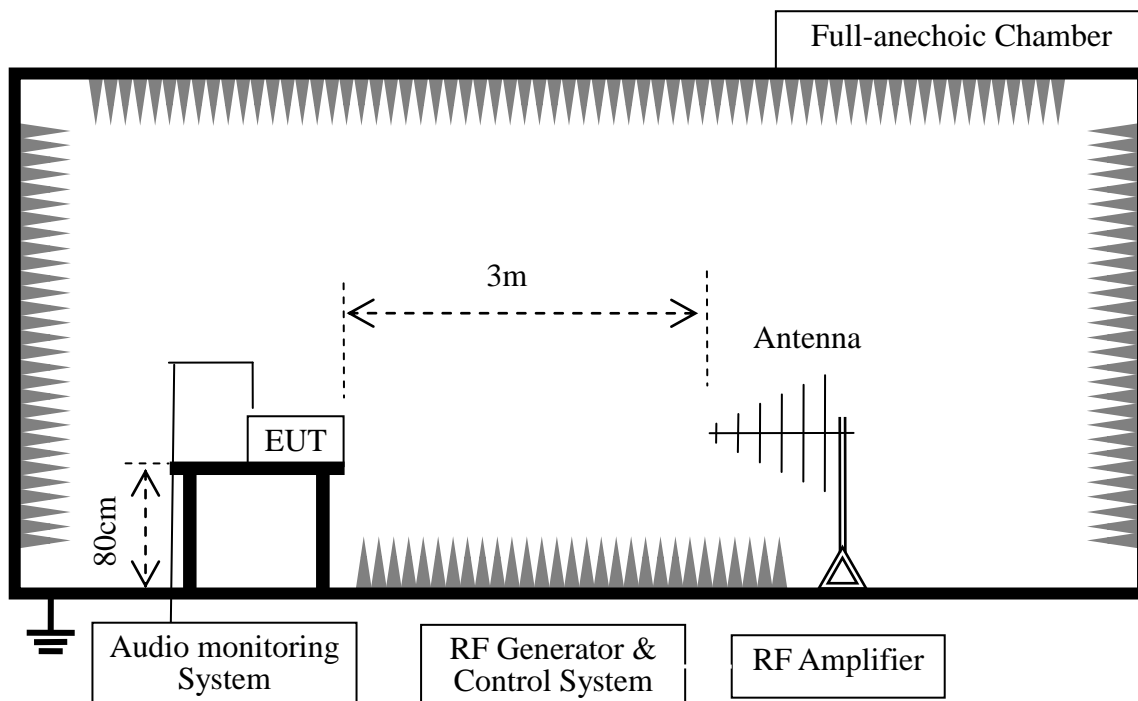 Full-anechoic Chamber
3m
Antenna
EUT
80cm
Audio monitoring
System
RF Generator &
Control System
RF Amplifier